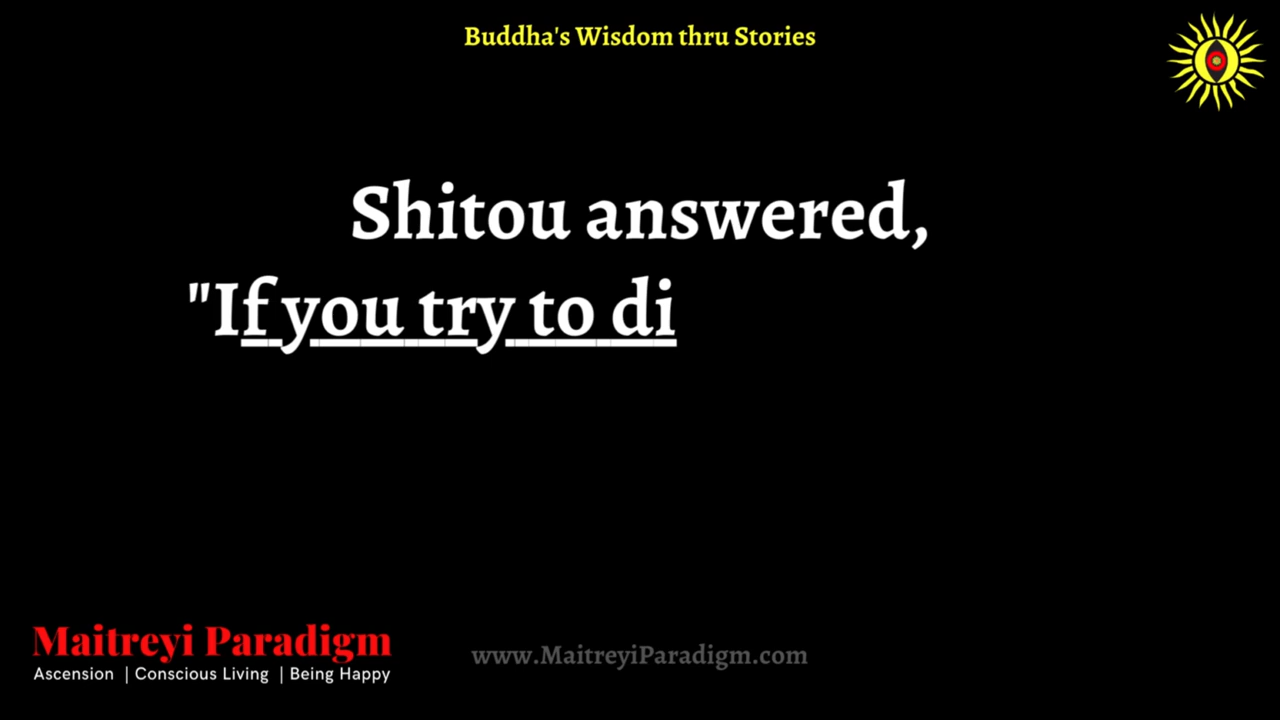 Buddha's Wisdom thru Stories
Shitou answered,
"If you try to di
Maitreyi Paradigm
Ascension | Conscious Living | Being Happy
www.MaitreyiParadigm.com